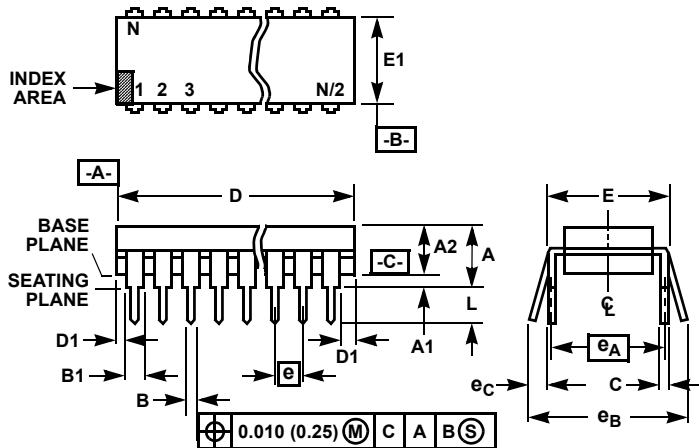 N
E1
INDEX
AREA
1 2 3 N/2
-B-
-A-
D
E
BASE
PLANE
A2
A
-C-
SEATING
PLANE
L
C
L
D1
A1
D1
eA
B1
e
eC
C
B
eB
0.010 (0.25) M C A B S